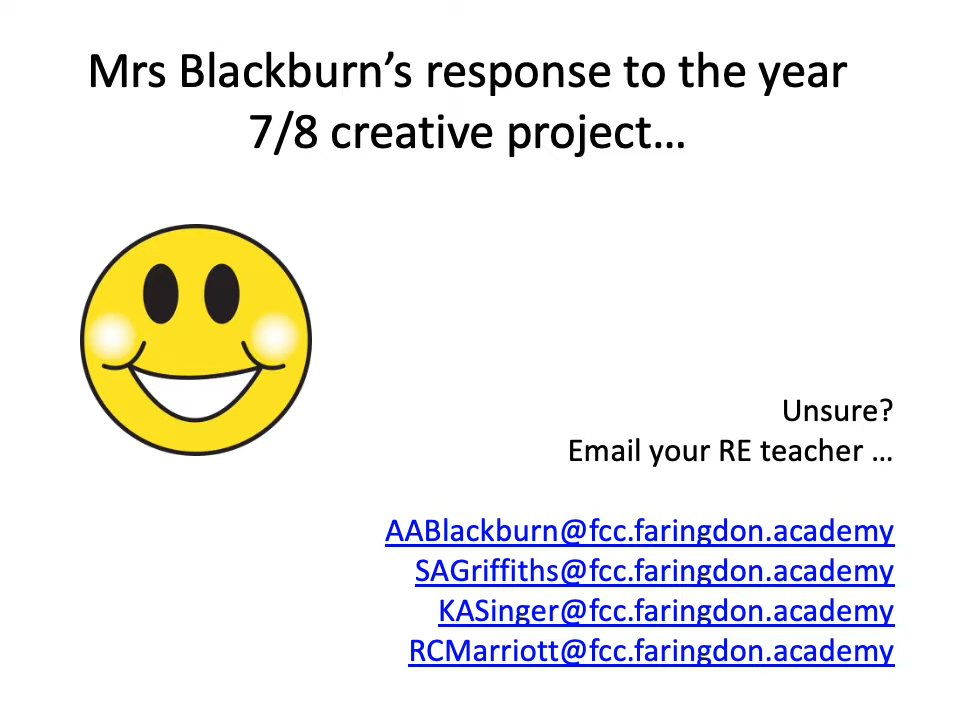 Mrs Blackburn’s response to the year
7/8 creative project…
Unsure?
Email your RE teacher …
AABlackburn@fcc.faringdon.academy
SAGriffiths@fcc.faringdon.academy
KASinger@fcc.faringdon.academy
RCMarriott@fcc.faringdon.academy